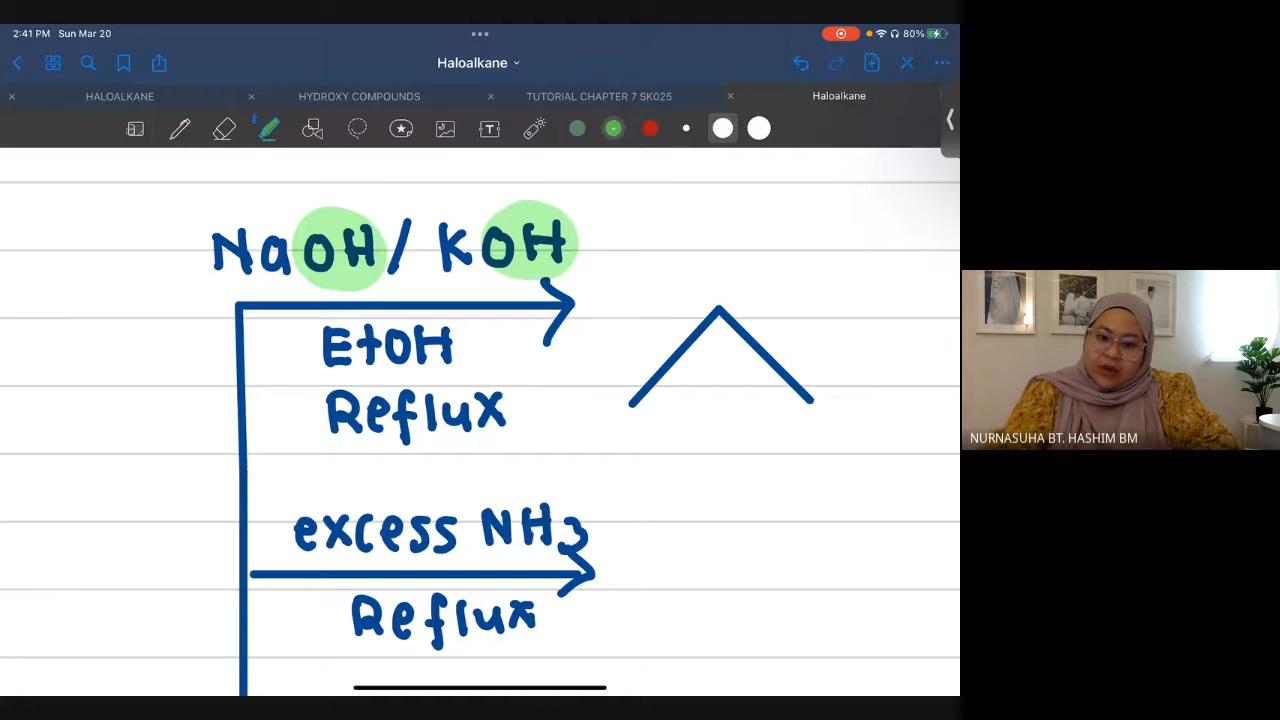 2:41 PM Sun Mar 20
80%
Haloalkane
HALOALKANE
HYDROXY COMPOUNDS
TUTORIAL CHAPTER 7 SK025
Haloalkane
NaOH/ KOH
EtOH
Reflux
excess NH3
Reflux
NURNASUHA BT. HASHIM BM